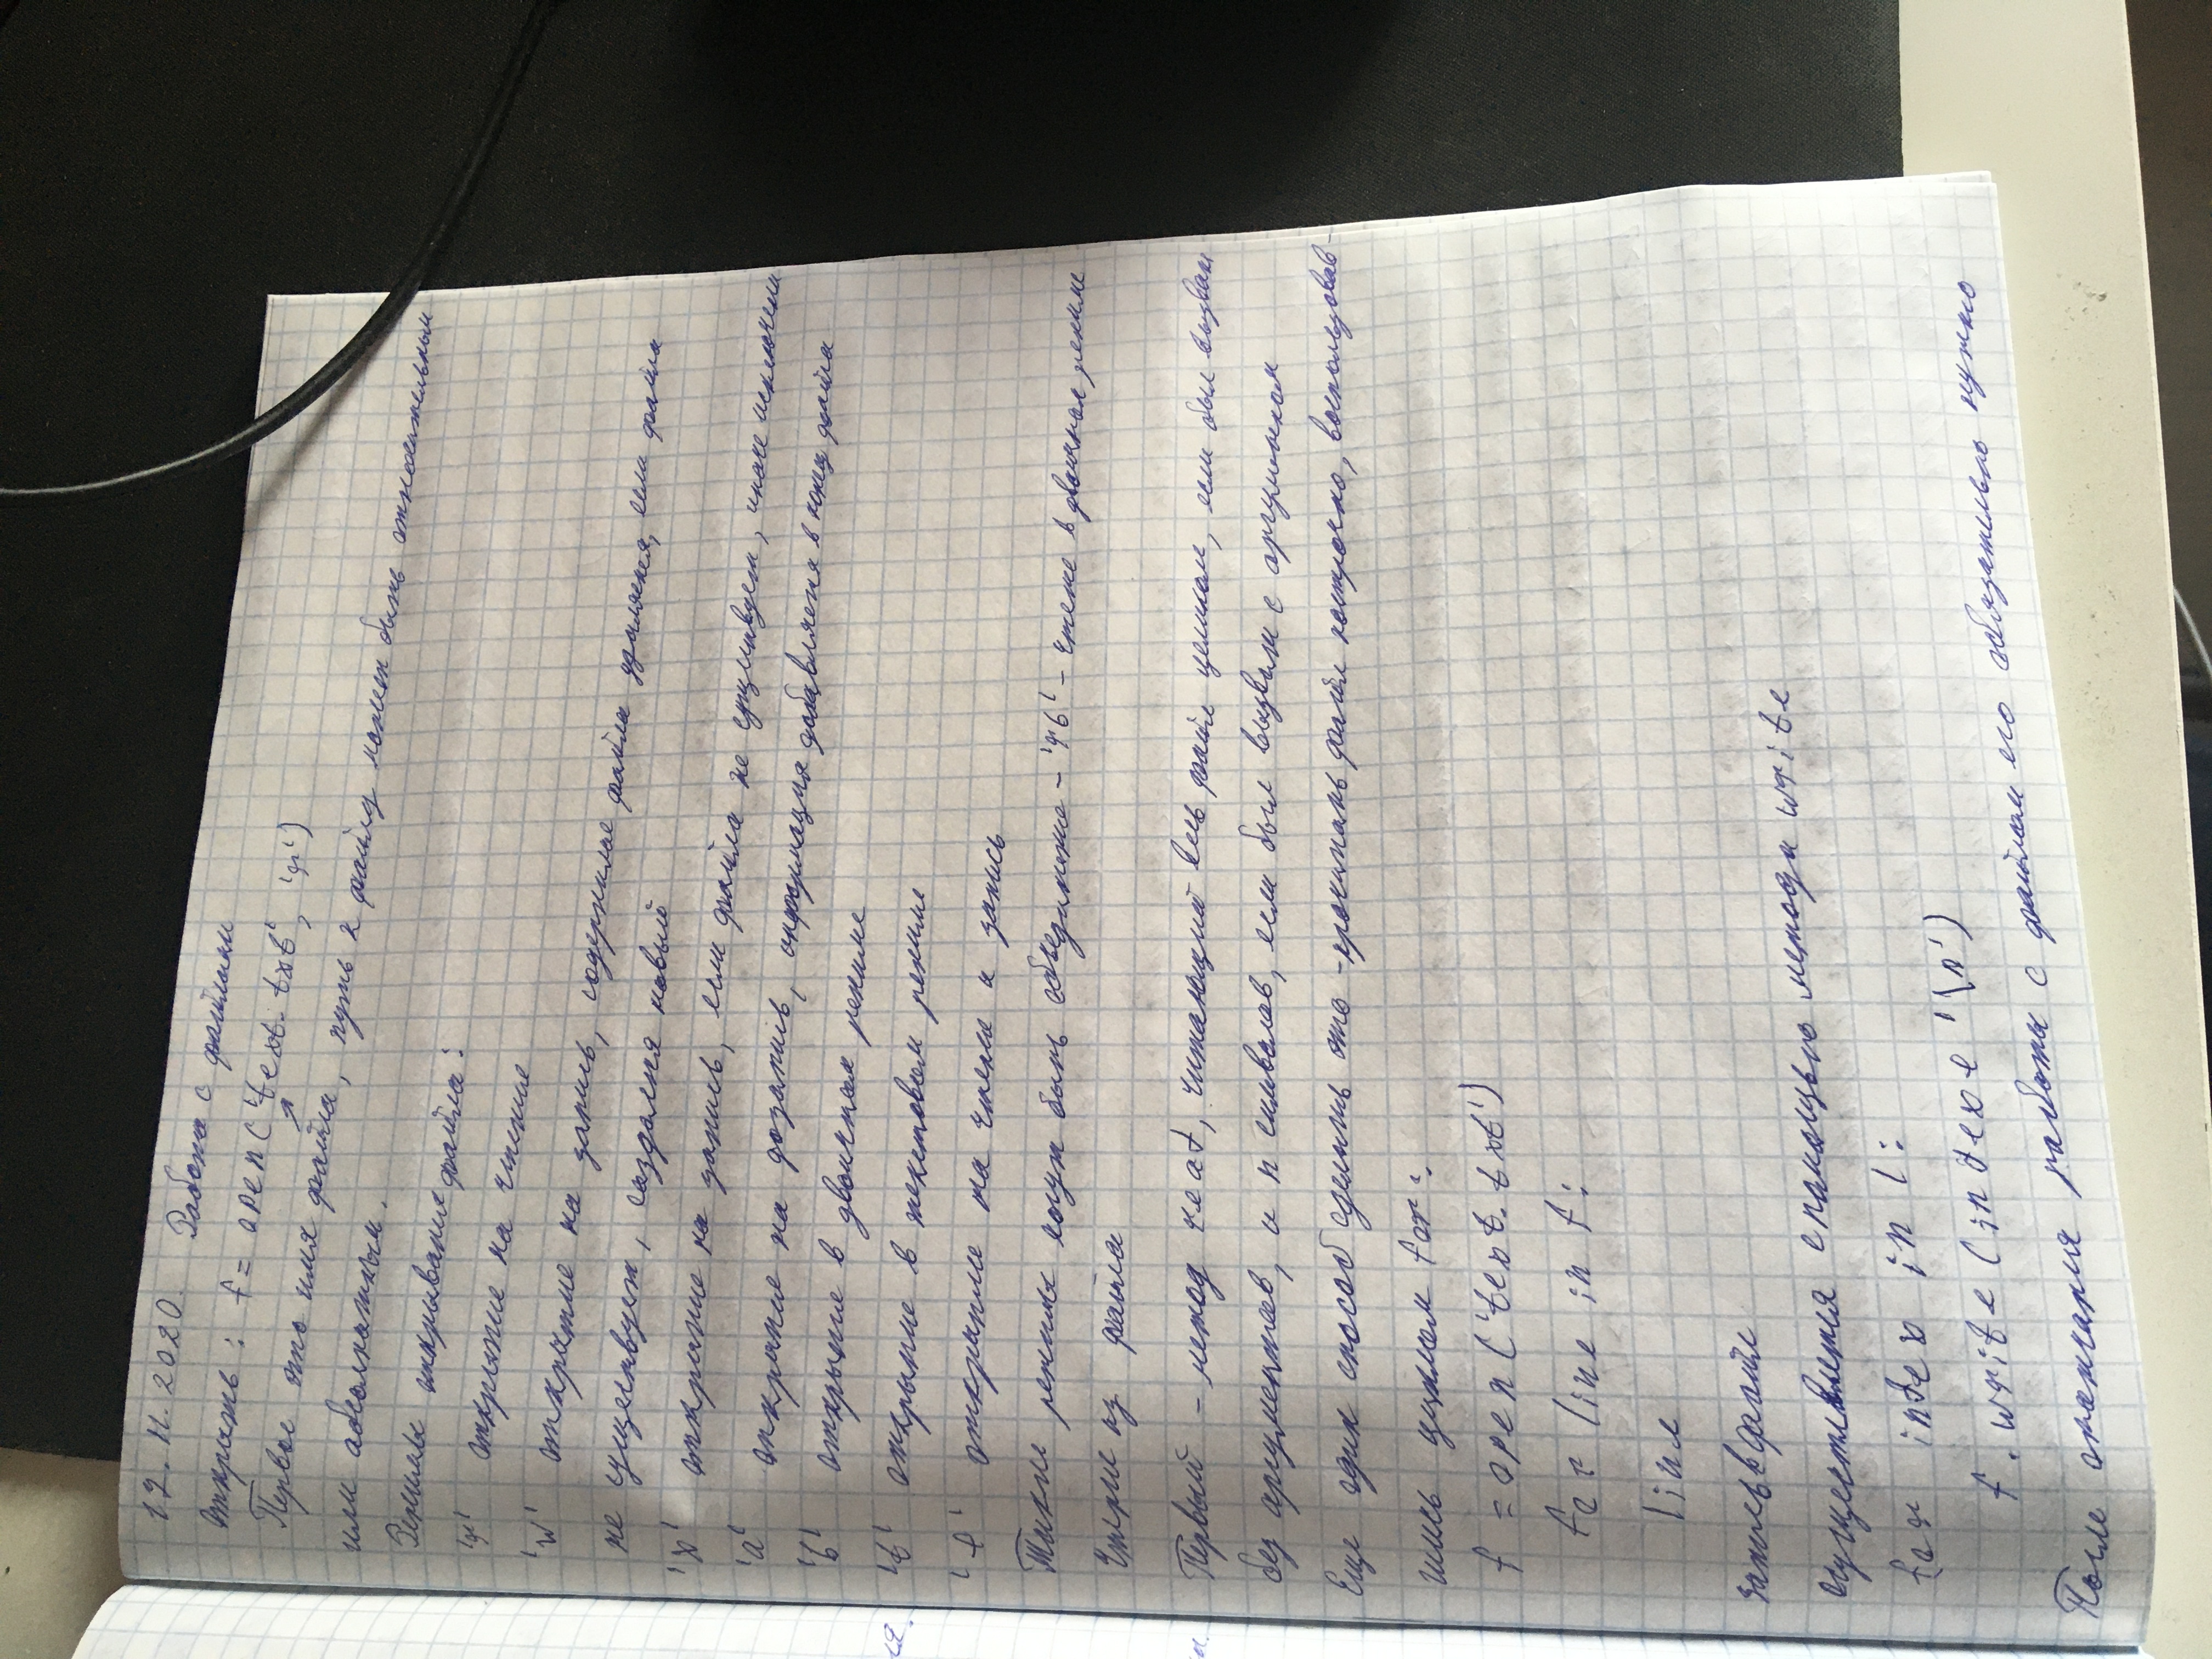 17.11.2020. Работа с файлами
открыть: f = open('text.txt', 'r')
Первое это имя файла, путь к файлу может быть относительным
или абсолютным.
Режимы открывания файла:
'r' открытие на чтение
'w' открытие на запись, содержимое файла удаляется, если файла
не существует, создался новый
'x' открытие на запись, если файла не существует, иначе исключени
'a' открытие на дозапись, информация добавляется в конец файла
'b' открытие в двоичном режиме
't' открытие в текстовом режиме
открытие на чтение и запись
Такие режимы могут быть объединены - 'rb' - чтение в двоичном режиме
Чтение из файла
Первый - метод reat, читающий весь файл целиком, если был вызван
без аргументов, и n символов, если был вызван с аргументом
Еще один способ сделать это - прочитать файл построчно, воспользовав-
шись циклом for:
f = open('text.txt')
for line in f:
line
Запись в файл
осуществляется с помощью метода write
for index in l:
f.write(index '\n')
После окончания работы с файлом его обязательно нужно